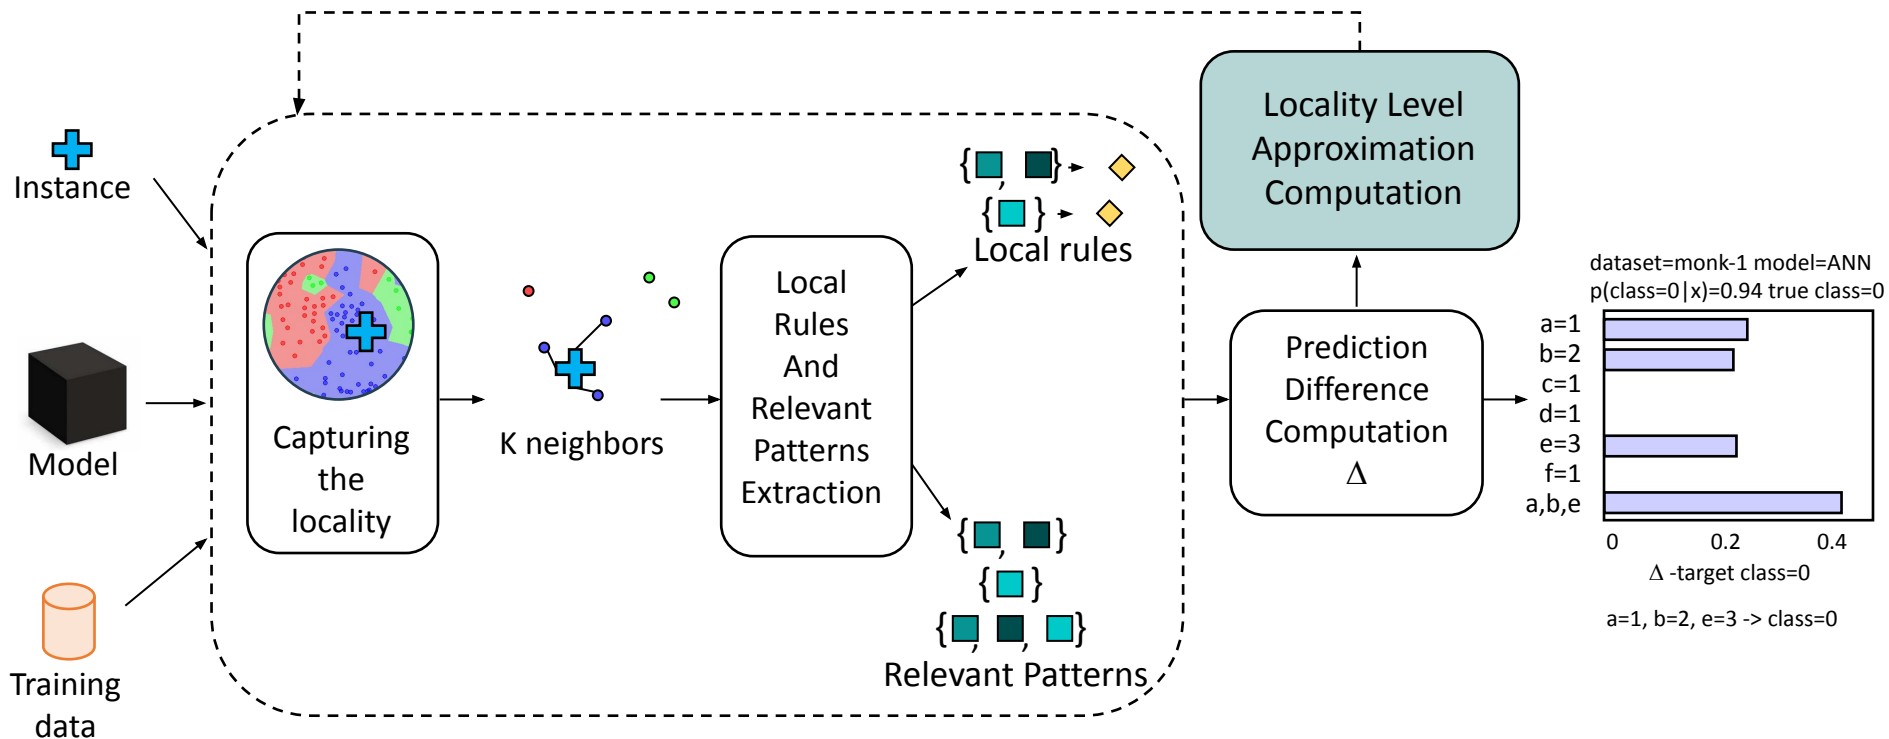 Instance
Model
Training
data
Capturing
the
locality
K neighbors
Local
Rules
And
Relevant
Patterns
Extraction
{ , }
{ }
Local rules
{ , }
{ }
{ , , }
Relevant Patterns
Locality Level
Approximation
Computation
Prediction
Difference
Computation
Δ
dataset=monk-1 model=ANN
p(class=0|x)=0.94 true class=0
a=1
b=2
c=1
d=1
e=3
f=1
a,b,e
0 0.2 0.4
Δ -target class=0
a=1, b=2, e=3 -> class=0